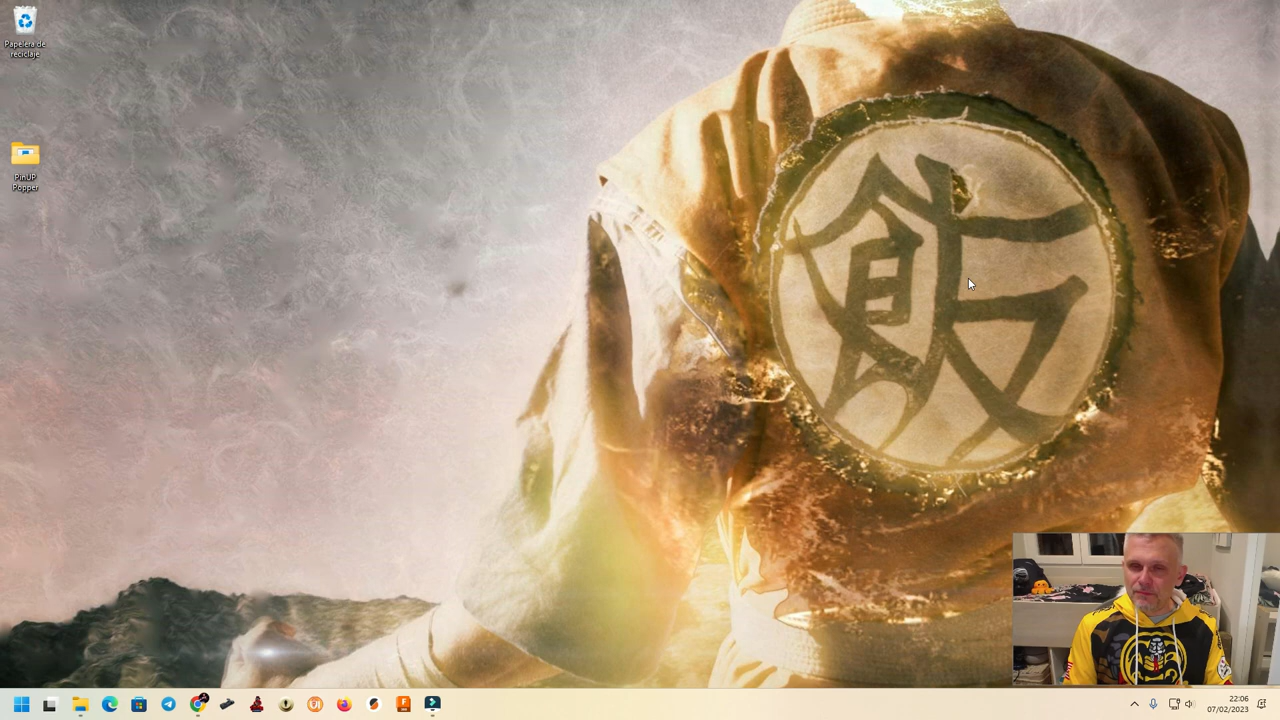 Papelera de
reciclaje
PinUP
Popper
飯
22:06
07/02/2023